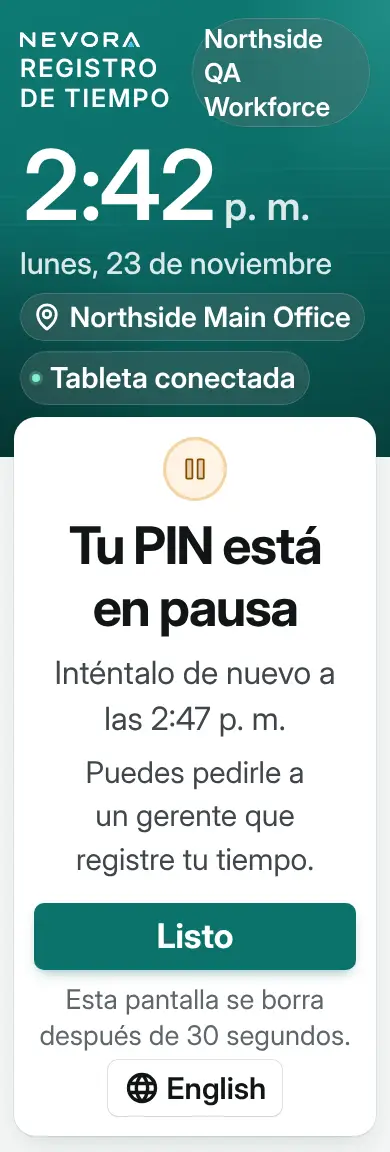 NEVORA
REGISTRO
DE TIEMPO
Northside
QA
Workforce
2:42 p. m.
lunes, 23 de noviembre
Northside Main Office
Tableta conectada
Tu PIN está
en pausa
Inténtalo de nuevo a
las 2:47 p. m.
Puedes pedirle a
un gerente que
registre tu tiempo.
Listo
Esta pantalla se borra
después de 30 segundos.
English